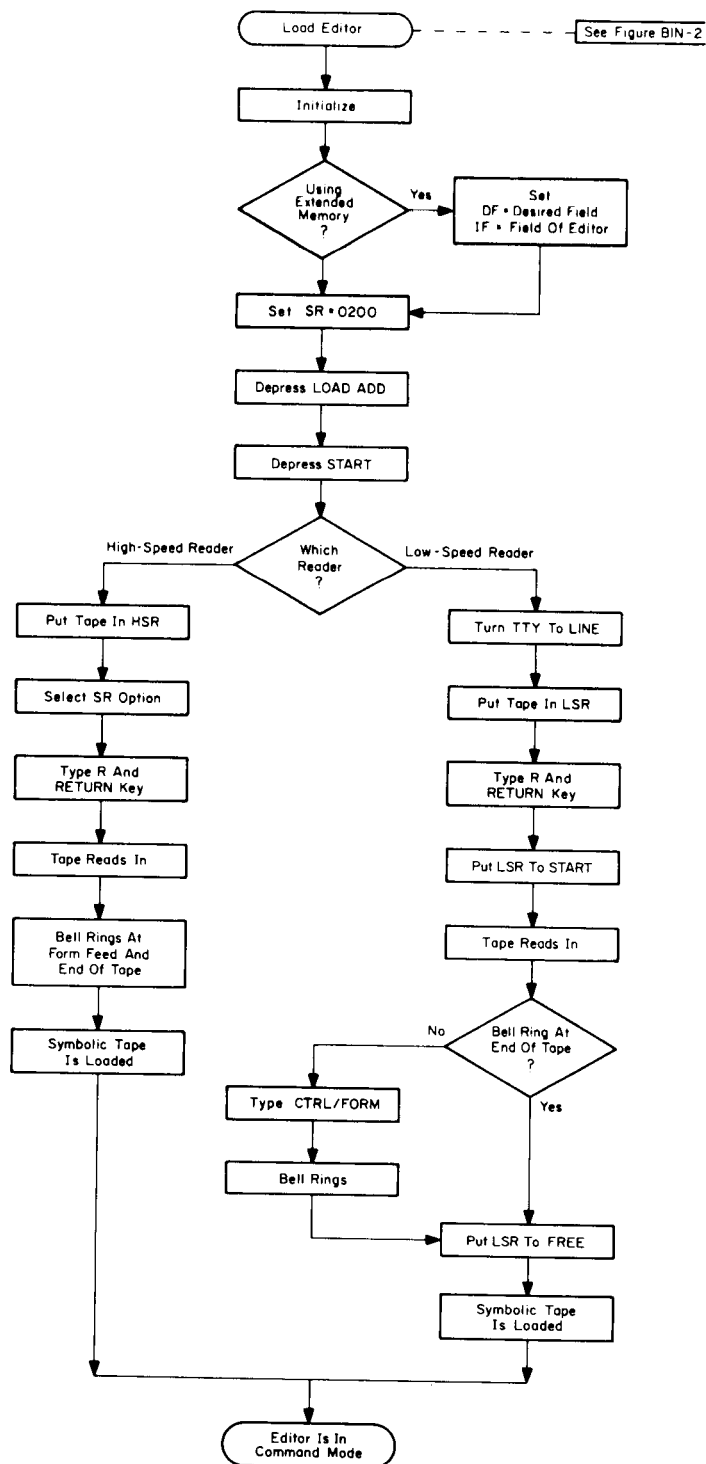 Load Editor
See Figure BIN-2
Initialize
Using
Extended
Memory
?
Yes
Set
DF = Desired Field
IF = Field Of Editor
Set SR = 0200
Depress LOAD ADD
Depress START
High-Speed Reader
Which
Reader
?
Low-Speed Reader
Put Tape In HSR
Select SR Option
Type R And
RETURN Key
Tape Reads In
Bell Rings At
Form Feed And
End Of Tape
Symbolic Tape
Is Loaded
Turn TTY To LINE
Put Tape In LSR
Type R And
RETURN Key
Put LSR To START
Tape Reads In
Bell Ring At
End Of Tape
?
No
Yes
Type CTRL/FORM
Bell Rings
Put LSR To FREE
Symbolic Tape
Is Loaded
Editor Is In
Command Mode